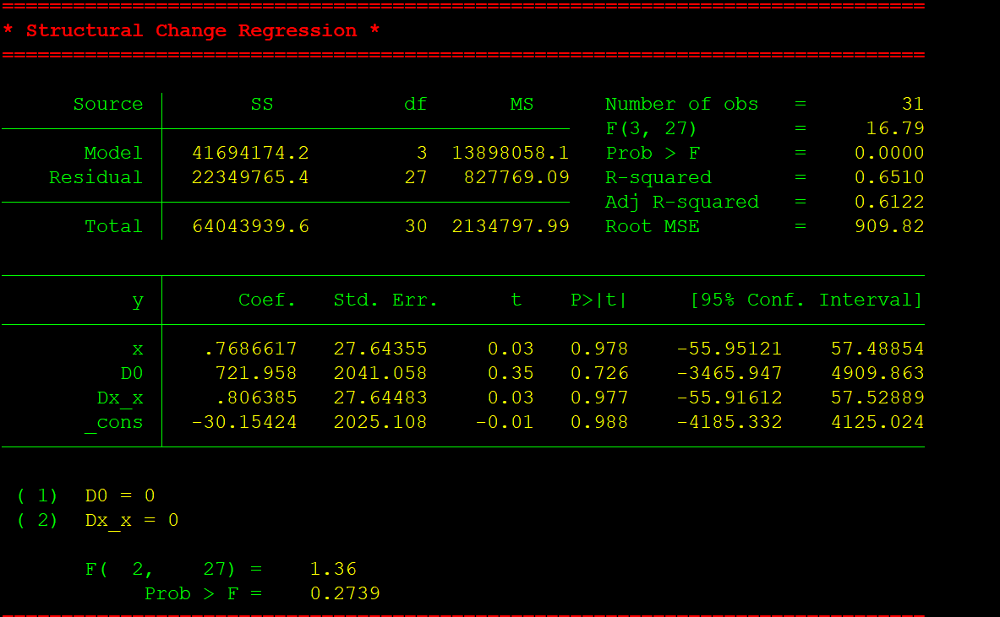 ==============================================================================
* Structural Change Regression *
==============================================================================
Source SS df MS Number of obs = 31
F(3, 27) = 16.79
Model 41694174.2 3 13898058.1 Prob > F = 0.0000
Residual 22349765.4 27 827769.09 R-squared = 0.6510
Adj R-squared = 0.6122
Total 64043939.6 30 2134797.99 Root MSE = 909.82
y Coef. Std. Err. t P>|t| [95% Conf. Interval]
x .7686617 27.64355 0.03 0.978 -55.95121 57.48854
D0 721.958 2041.058 0.35 0.726 -3465.947 4909.863
Dx_x .806385 27.64483 0.03 0.977 -55.91612 57.52889
_cons -30.15424 2025.108 -0.01 0.988 -4185.332 4125.024
( 1) D0 = 0
( 2) Dx_x = 0
F( 2, 27) = 1.36
Prob > F = 0.2739
==============================================================================